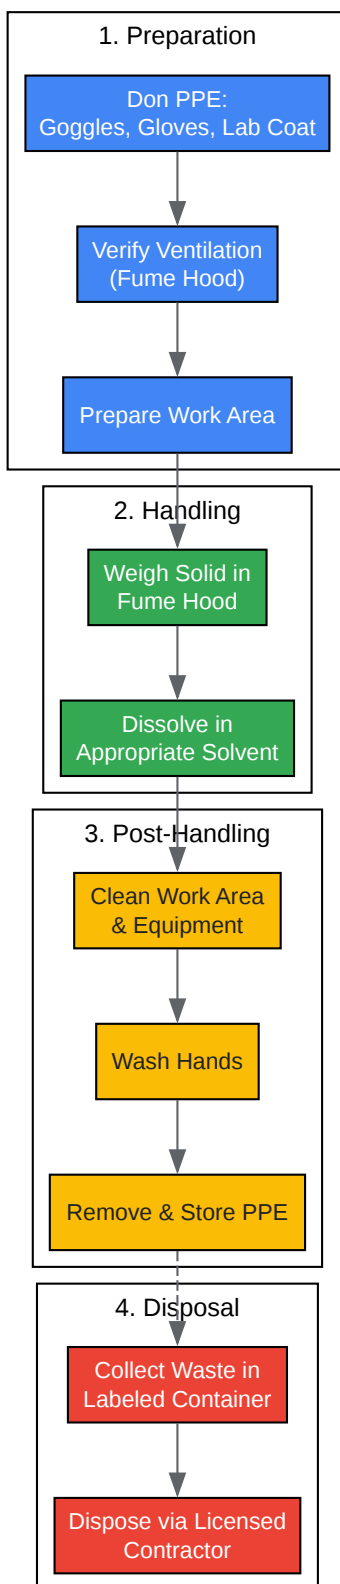 1. Preparation
Don PPE:
Goggles, Gloves, Lab Coat
Verify Ventilation
(Fume Hood)
Prepare Work Area
2. Handling
Weigh Solid in
Fume Hood
Dissolve in
Appropriate Solvent
3. Post-Handling
Clean Work Area
& Equipment
Wash Hands
Remove & Store PPE
4. Disposal
Collect Waste in
Labeled Container
Dispose via Licensed
Contractor